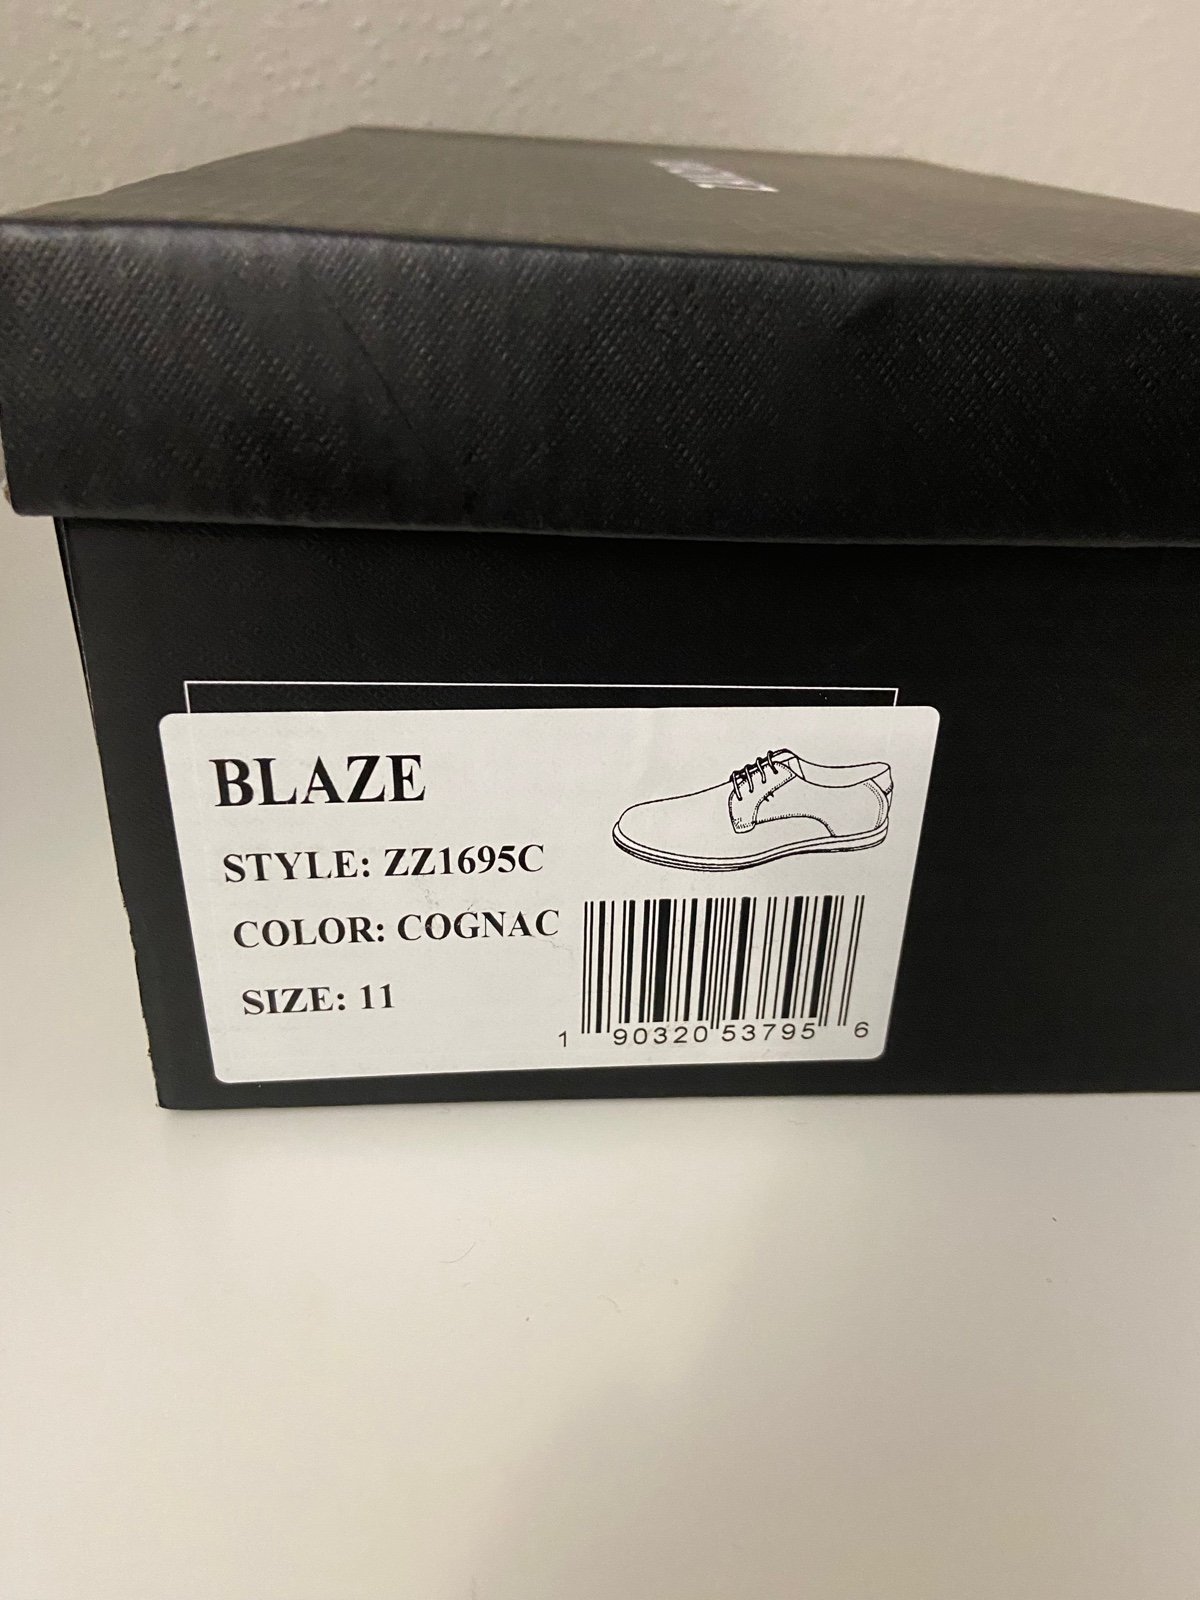 BLAZE
STYLE: ZZ1695C
COLOR: COGNAC
SIZE: 11
1 90320 53795 6